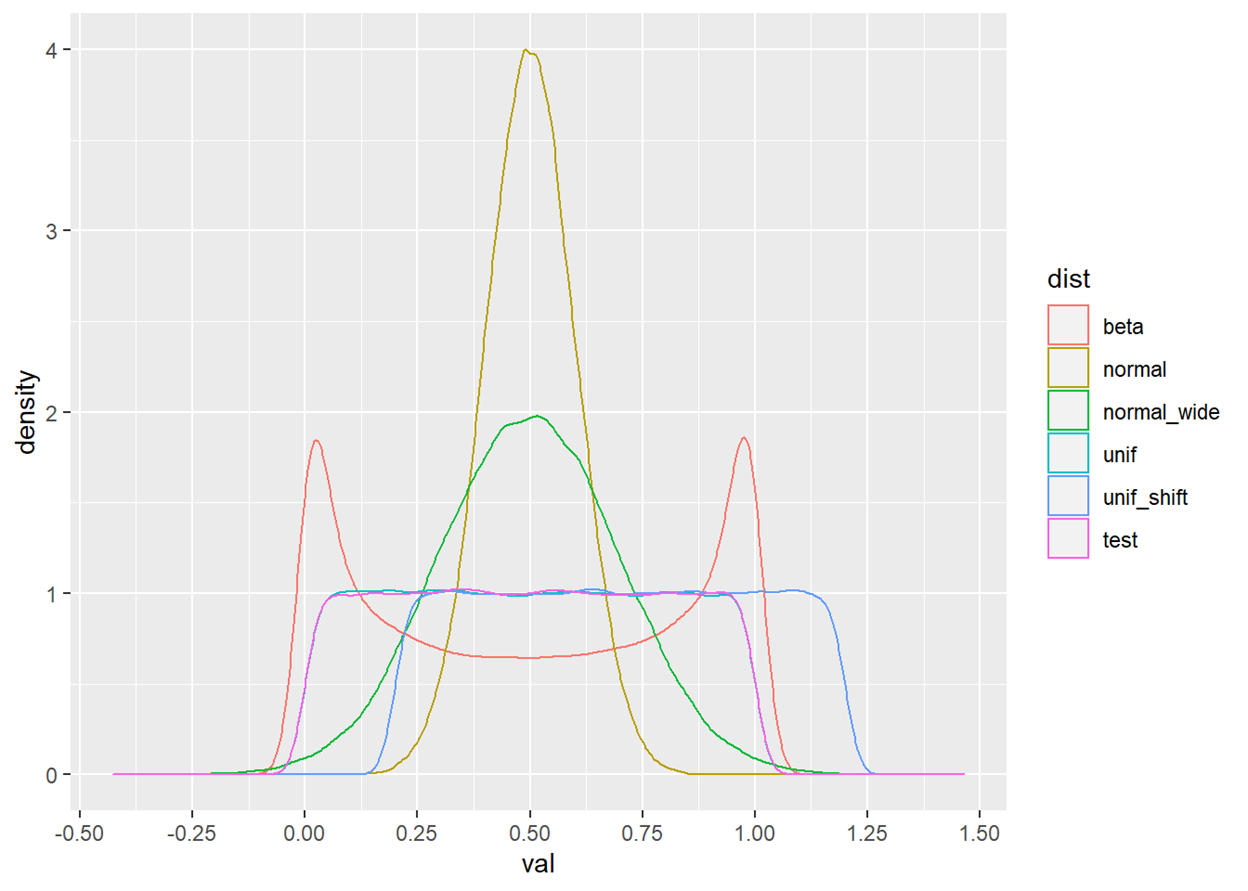 4
3
2
1
0
density
-0.50 -0.25 0.00 0.25 0.50 0.75 1.00 1.25 1.50
val
dist
beta
normal
normal_wide
unif
unif_shift
test